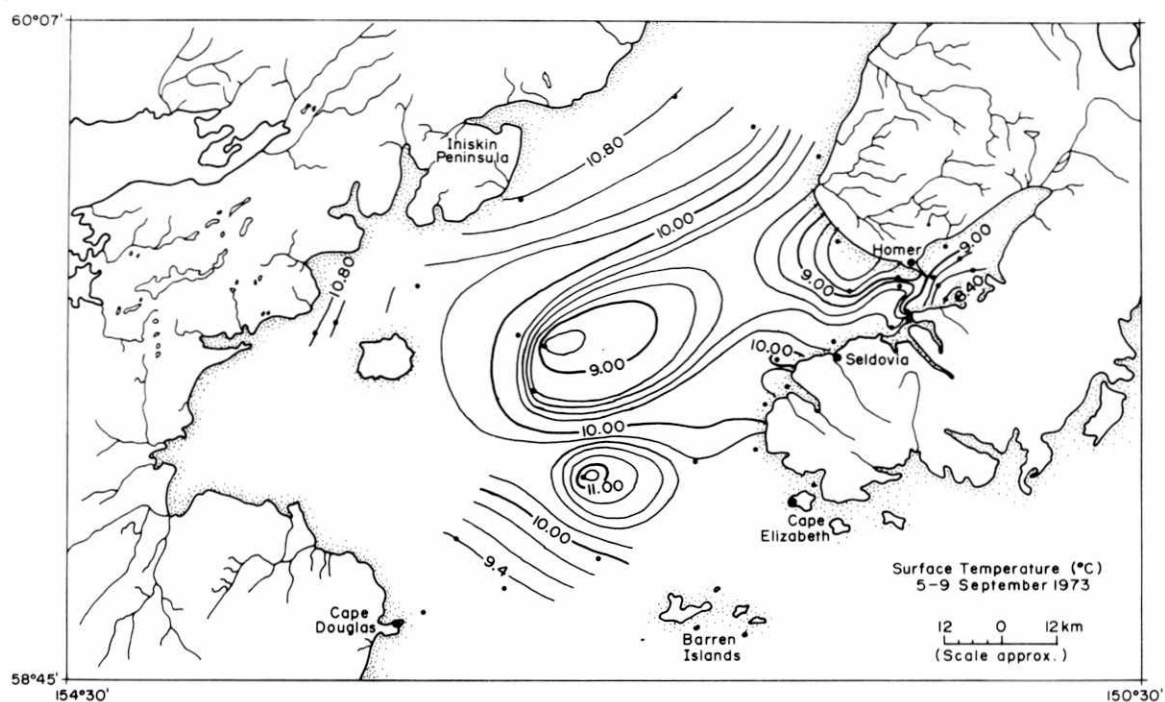 60°07'
Iniskin
Peninsula
10.80
10.00
Homer
9.00
9.00
8.40
10.80
9.00
10.00
Seldovia
10.00
11.00
10.00
Cape
Elizabeth
9.4
Surface Temperature (°C)
5-9 September 1973
Cape
Douglas
Barren
Islands
12 0 12 km
(Scale approx.)
58°45'
154°30'
150°30'